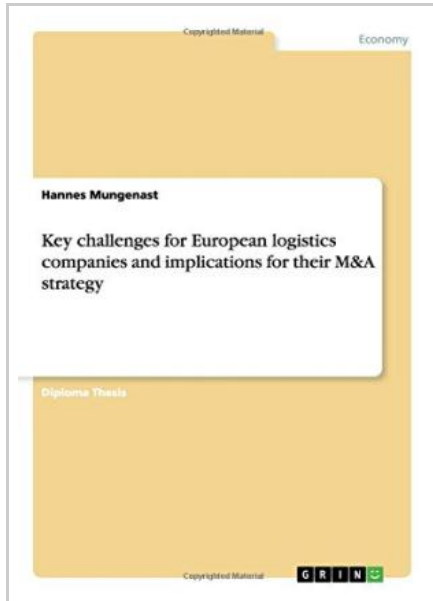 Copyrighted Material
Economy
Hannes Mungenast
Key challenges for European logistics
companies and implications for their M&A
strategy
Diploma Thesis
Copyrighted Material
GRIN